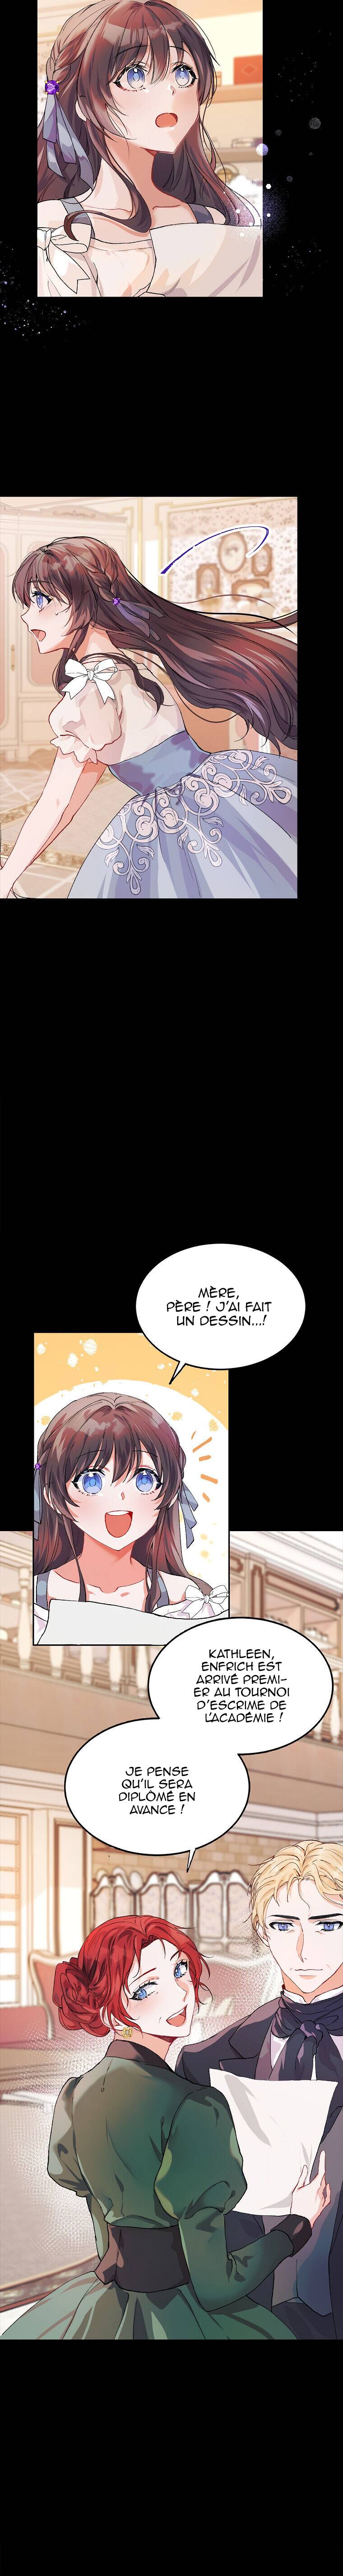 MÈRE,
PÈRE ! J'AI FAIT
UN DESSIN...!
KATHLEEN,
ENFRICH EST
ARRIVÉ PREMI-
ER AU TOURNOI
D'ESCRIME DE
L'ACADÉMIE !
JE PENSE
QU'IL SERA
DIPLÔMÉ EN
AVANCE !